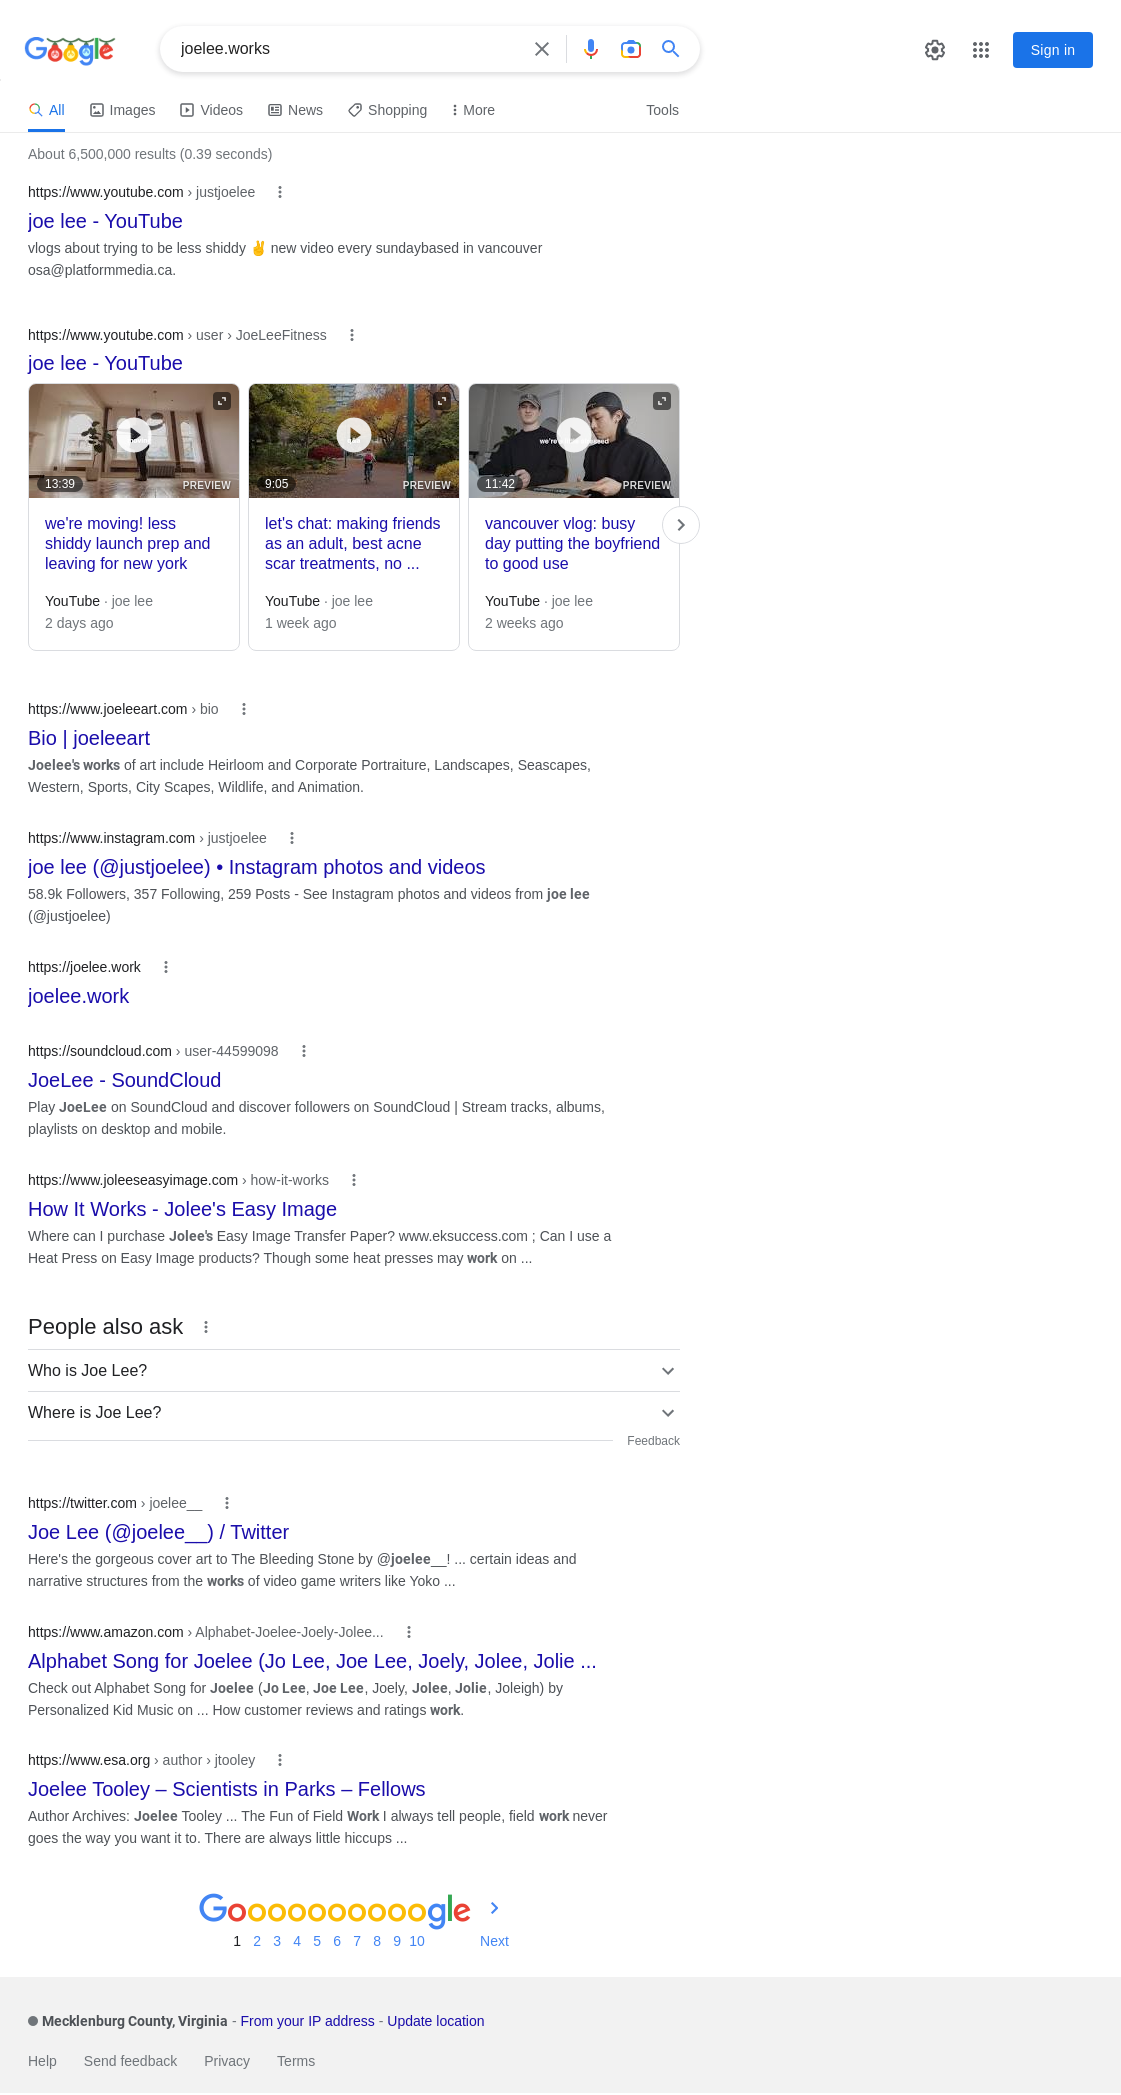 Google
joelee.works
Sign in
All
Images
Videos
News
Shopping
More
Tools
About 6,500,000 results (0.39 seconds)
https://www.youtube.com › justjoelee
joe lee - YouTube
vlogs about trying to be less shiddy ✌ new video every sundaybased in vancouver
osa@platformmedia.ca.
https://www.youtube.com › user › JoeLeeFitness
joe lee - YouTube
13:39
PREVIEW
we're moving! less
shiddy launch prep and
leaving for new york
YouTube · joe lee
2 days ago
9:05
PREVIEW
let's chat: making friends
as an adult, best acne
scar treatments, no ...
YouTube · joe lee
1 week ago
11:42
PREVIEW
vancouver vlog: busy
day putting the boyfriend
to good use
YouTube · joe lee
2 weeks ago
https://www.joeleeart.com › bio
Bio | joeleeart
Joelee's works of art include Heirloom and Corporate Portraiture, Landscapes, Seascapes,
Western, Sports, City Scapes, Wildlife, and Animation.
https://www.instagram.com › justjoelee
joe lee (@justjoelee) • Instagram photos and videos
58.9k Followers, 357 Following, 259 Posts - See Instagram photos and videos from joe lee
(@justjoelee)
https://joelee.work
joelee.work
https://soundcloud.com › user-44599098
JoeLee - SoundCloud
Play JoeLee on SoundCloud and discover followers on SoundCloud | Stream tracks, albums,
playlists on desktop and mobile.
https://www.joleeseasyimage.com › how-it-works
How It Works - Jolee's Easy Image
Where can I purchase Jolee's Easy Image Transfer Paper? www.eksuccess.com ; Can I use a
Heat Press on Easy Image products? Though some heat presses may work on ...
People also ask
Who is Joe Lee?
Where is Joe Lee?
Feedback
https://twitter.com › joelee__
Joe Lee (@joelee__) / Twitter
Here's the gorgeous cover art to The Bleeding Stone by @joelee__! ... certain ideas and
narrative structures from the works of video game writers like Yoko ...
https://www.amazon.com › Alphabet-Joelee-Joely-Jolee...
Alphabet Song for Joelee (Jo Lee, Joe Lee, Joely, Jolee, Jolie ...
Check out Alphabet Song for Joelee (Jo Lee, Joe Lee, Joely, Jolee, Jolie, Joleigh) by
Personalized Kid Music on ... How customer reviews and ratings work.
https://www.esa.org › author › jtooley
Joelee Tooley – Scientists in Parks – Fellows
Author Archives: Joelee Tooley ... The Fun of Field Work I always tell people, field work never
goes the way you want it to. There are always little hiccups ...
Goooooooooogle
1 2 3 4 5 6 7 8 9 10 Next
Mecklenburg County, Virginia - From your IP address - Update location
Help Send feedback Privacy Terms